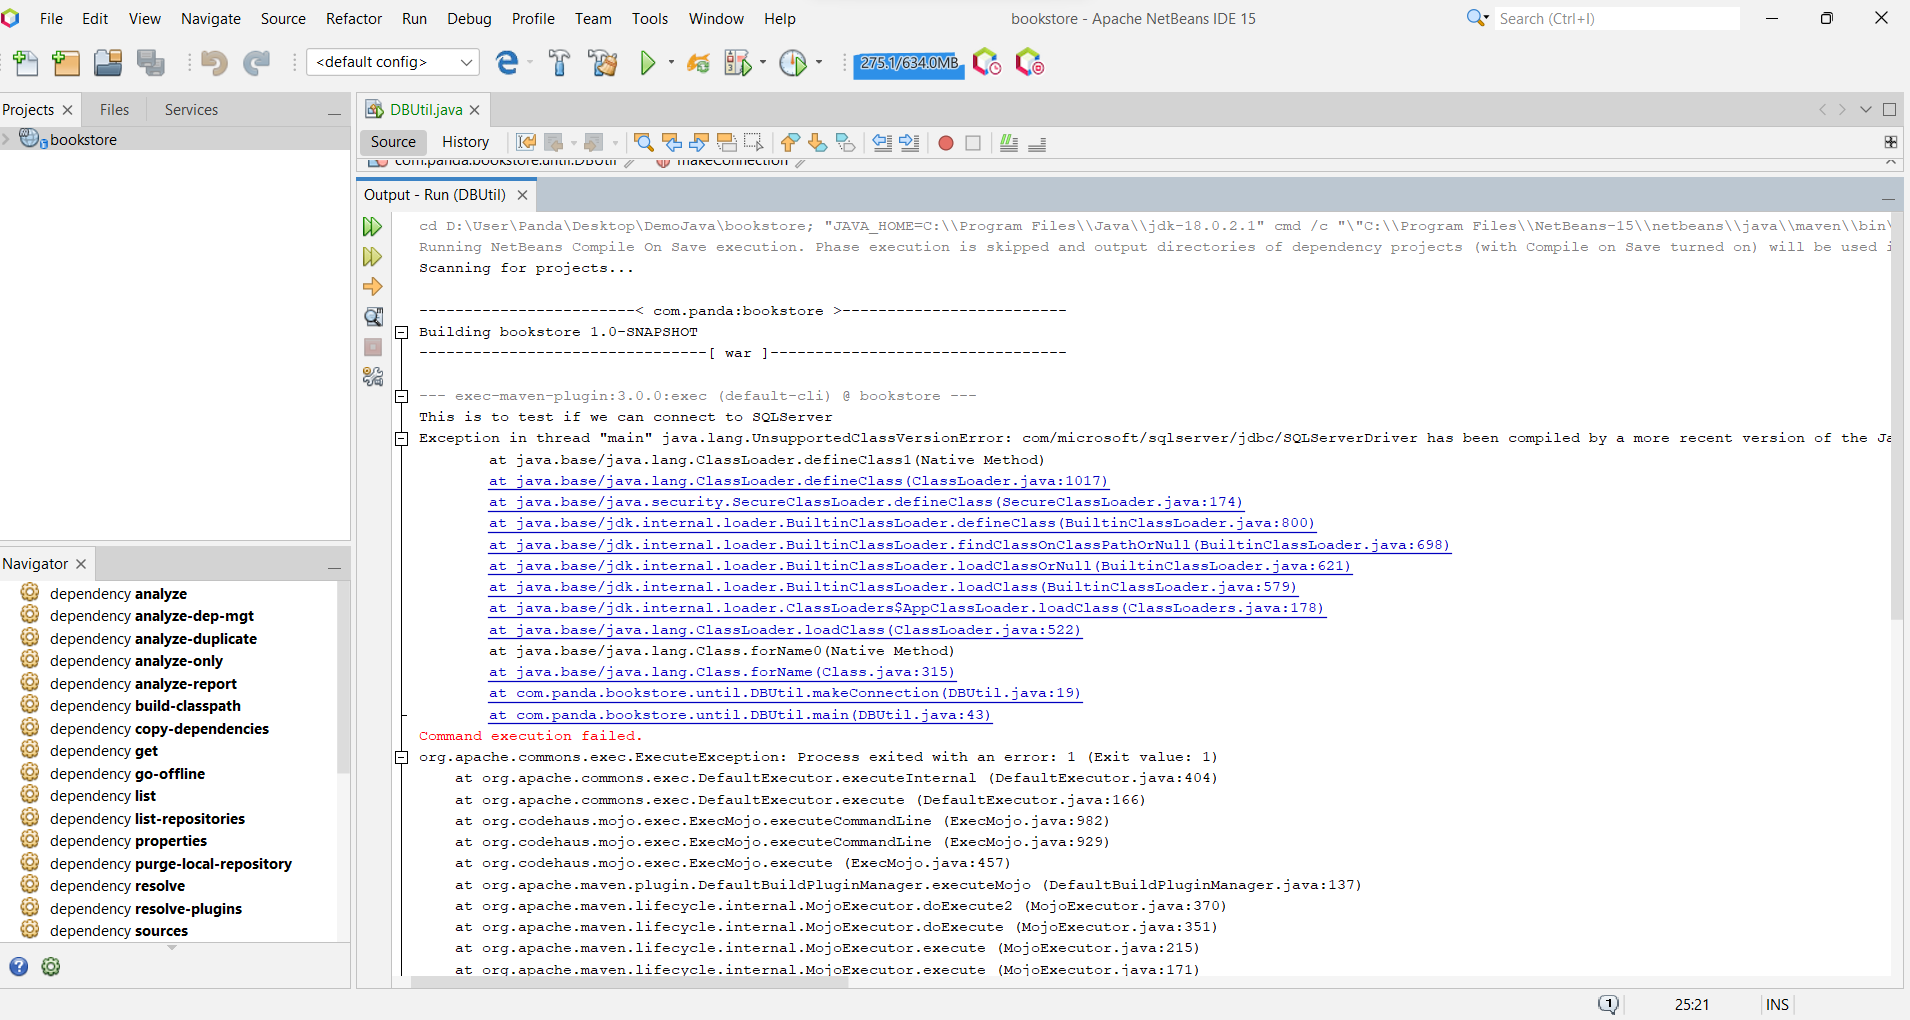 File Edit View Navigate Source Refactor Run Debug Profile Team Tools Window Help
bookstore - Apache NetBeans IDE 15
Search (Ctrl+I)
<default config>
275.1/634.0MB
Projects
Files
Services
bookstore
DBUtil.java
Source
History
com.panda.bookstore.until.DBUtil
makeConnection
Output - Run (DBUtil)
cd D:\User\Panda\Desktop\DemoJava\bookstore; "JAVA_HOME=C:\\Program Files\\Java\\jdk-18.0.2.1" cmd /c "\"C:\\Program Files\\NetBeans-15\\netbeans\\java\\maven\\bin\
Running NetBeans Compile On Save execution. Phase execution is skipped and output directories of dependency projects (with Compile on Save turned on) will be used i
Scanning for projects...
------------------------< com.panda:bookstore >-------------------------
Building bookstore 1.0-SNAPSHOT
--------------------------------[ war ]---------------------------------
--- exec-maven-plugin:3.0.0:exec (default-cli) @ bookstore ---
This is to test if we can connect to SQLServer
Exception in thread "main" java.lang.UnsupportedClassVersionError: com/microsoft/sqlserver/jdbc/SQLServerDriver has been compiled by a more recent version of the Ja
at java.base/java.lang.ClassLoader.defineClass1(Native Method)
at java.base/java.lang.ClassLoader.defineClass(ClassLoader.java:1017)
at java.base/java.security.SecureClassLoader.defineClass(SecureClassLoader.java:174)
at java.base/jdk.internal.loader.BuiltinClassLoader.defineClass(BuiltinClassLoader.java:800)
at java.base/jdk.internal.loader.BuiltinClassLoader.findClassOnClassPathOrNull(BuiltinClassLoader.java:698)
at java.base/jdk.internal.loader.BuiltinClassLoader.loadClassOrNull(BuiltinClassLoader.java:621)
at java.base/jdk.internal.loader.BuiltinClassLoader.loadClass(BuiltinClassLoader.java:579)
at java.base/jdk.internal.loader.ClassLoaders$AppClassLoader.loadClass(ClassLoaders.java:178)
at java.base/java.lang.ClassLoader.loadClass(ClassLoader.java:522)
at java.base/java.lang.Class.forName0(Native Method)
at java.base/java.lang.Class.forName(Class.java:315)
at com.panda.bookstore.until.DBUtil.makeConnection(DBUtil.java:19)
at com.panda.bookstore.until.DBUtil.main(DBUtil.java:43)
Command execution failed.
org.apache.commons.exec.ExecuteException: Process exited with an error: 1 (Exit value: 1)
at org.apache.commons.exec.DefaultExecutor.executeInternal (DefaultExecutor.java:404)
at org.apache.commons.exec.DefaultExecutor.execute (DefaultExecutor.java:166)
at org.codehaus.mojo.exec.ExecMojo.executeCommandLine (ExecMojo.java:982)
at org.codehaus.mojo.exec.ExecMojo.executeCommandLine (ExecMojo.java:929)
at org.codehaus.mojo.exec.ExecMojo.execute (ExecMojo.java:457)
at org.apache.maven.plugin.DefaultBuildPluginManager.executeMojo (DefaultBuildPluginManager.java:137)
at org.apache.maven.lifecycle.internal.MojoExecutor.doExecute2 (MojoExecutor.java:370)
at org.apache.maven.lifecycle.internal.MojoExecutor.doExecute (MojoExecutor.java:351)
at org.apache.maven.lifecycle.internal.MojoExecutor.execute (MojoExecutor.java:215)
at org.apache.maven.lifecycle.internal.MojoExecutor.execute (MojoExecutor.java:171)
Navigator
dependency analyze
dependency analyze-dep-mgt
dependency analyze-duplicate
dependency analyze-only
dependency analyze-report
dependency build-classpath
dependency copy-dependencies
dependency get
dependency go-offline
dependency list
dependency list-repositories
dependency properties
dependency purge-local-repository
dependency resolve
dependency resolve-plugins
dependency sources
1
25:21
INS